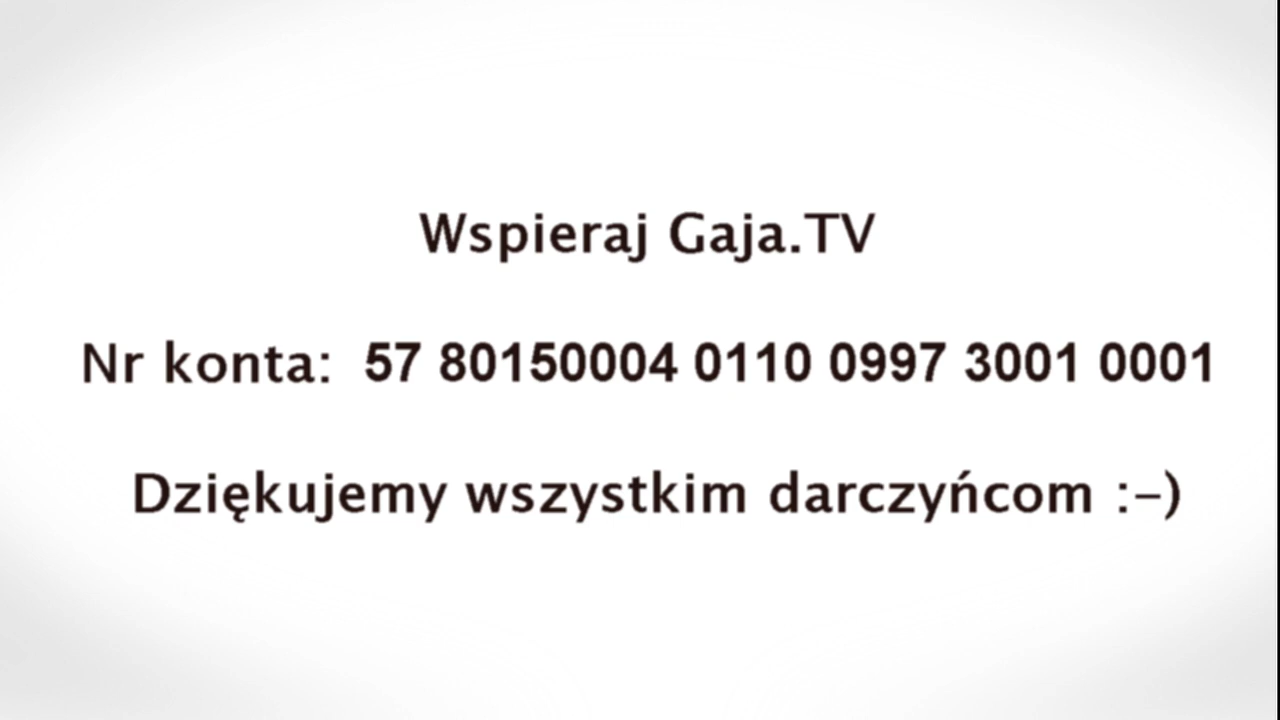 Wspieraj Gaja.TV
Nr konta: 57 80150004 0110 0997 3001 0001
Dziękujemy wszystkim darczyńcom :-)